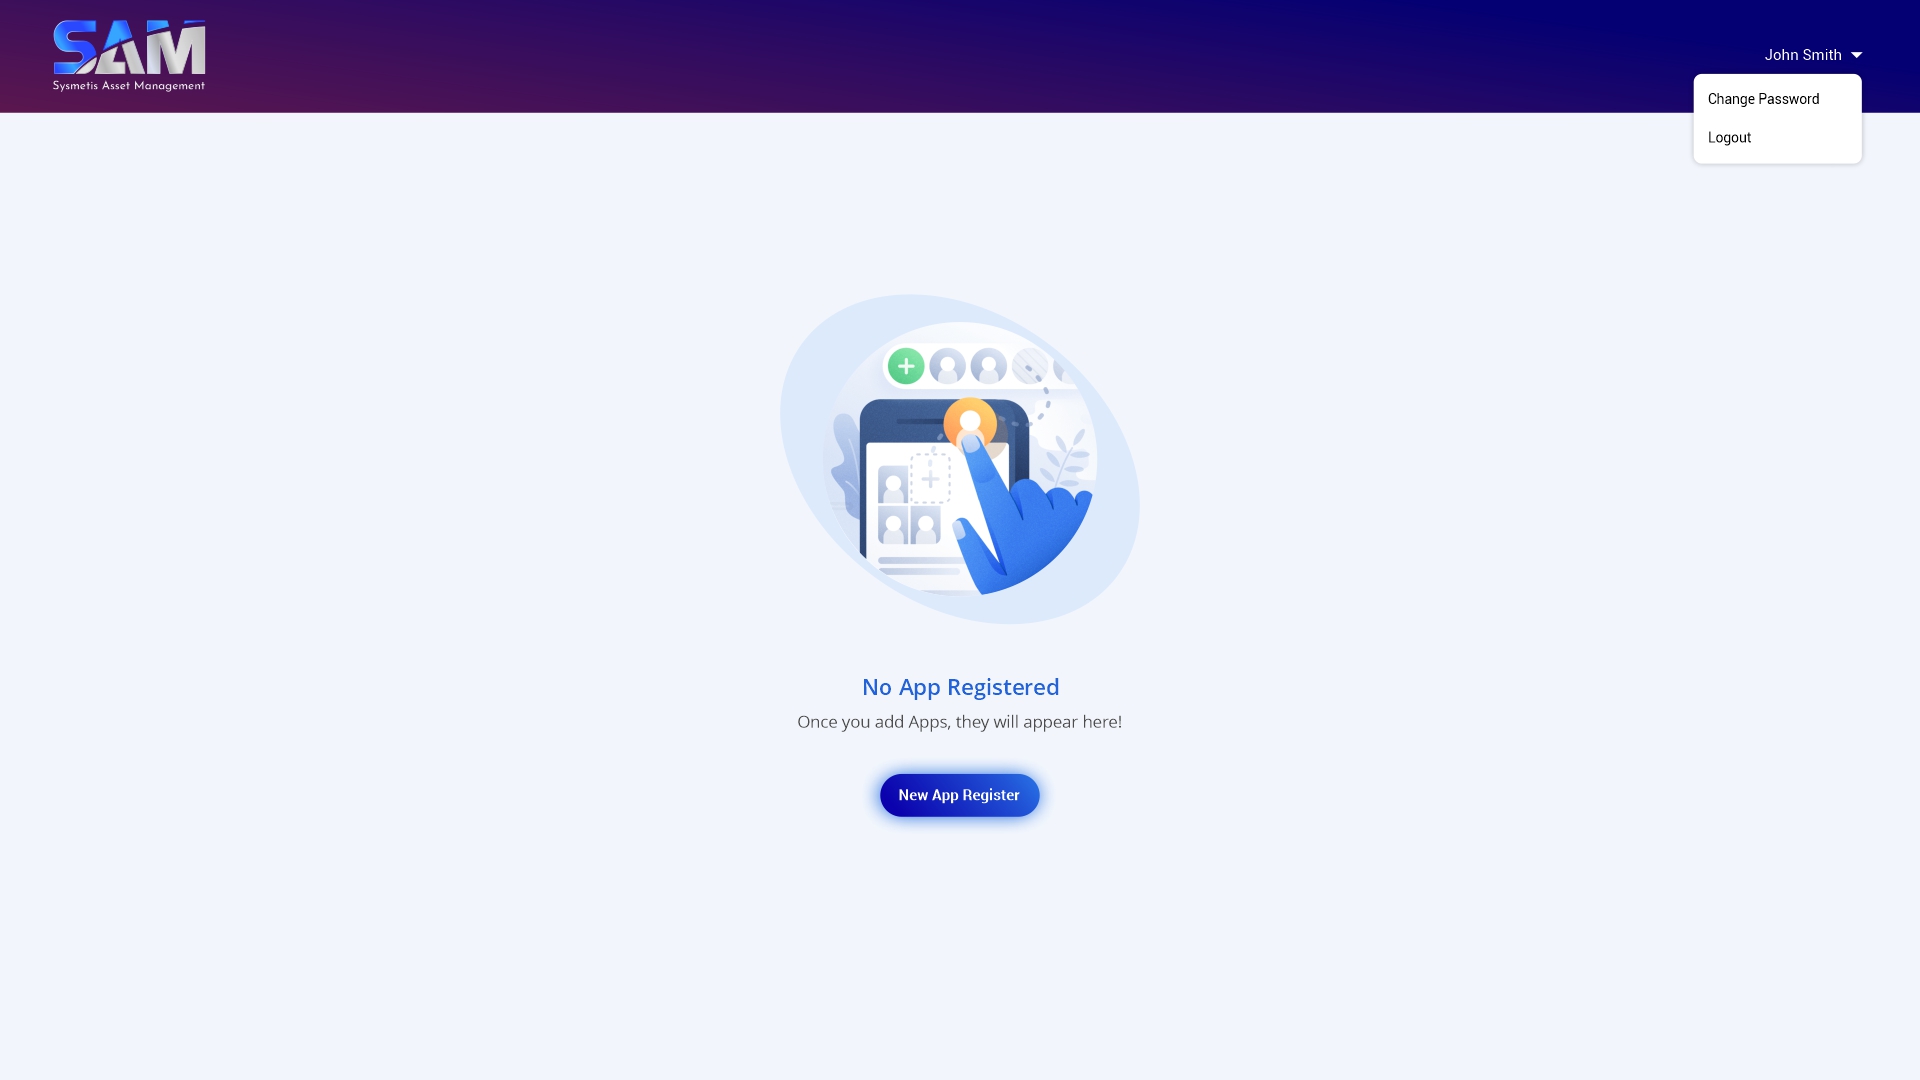 SAM
Sysmetis Asset Management
John Smith
Change Password
Logout
No App Registered
Once you add Apps, they will appear here!
New App Register